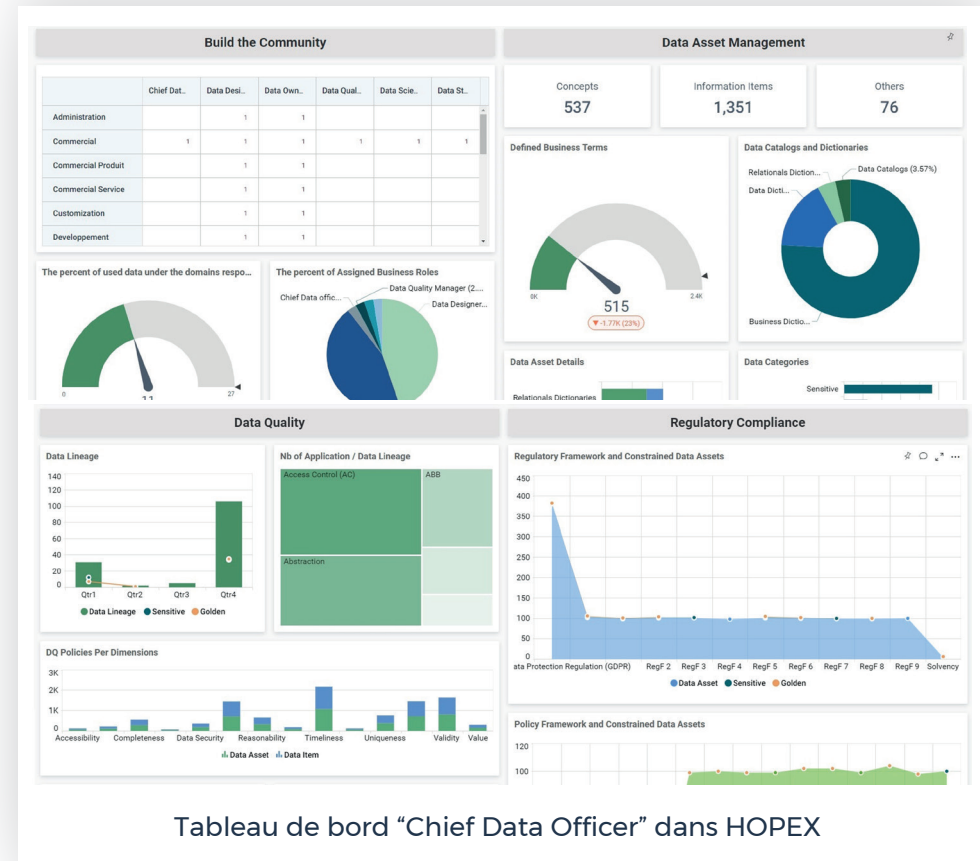 Build the Community
Chief Dat.. Data Desi.. Data Own.. Data Qual.. Data Scie.. Data St..
Administration 1 1
Commercial 1 1 1 1 1 1
Commercial Produit 1 1
Commercial Service 1 1
Customization 1 1
Developpement 1 1
The percent of used data under the domains respo...
0
11
27
The percent of Assigned Business Roles
Chief Data offic...
Data Quality Manager (2....
Data Designer...
Data Asset Management
Concepts
537
Information Items
1,351
Others
76
Defined Business Terms
0K
515
2.4K
▼ -1.77K (23%)
Data Catalogs and Dictionaries
Relationals Diction...
Data Catalogs (3.57%)
Data Dicti...
Business Dictio...
Data Asset Details
Relationals Dictionaries
Data Categories
Sensitive
Data Quality
Data Lineage
140
120
100
80
60
40
20
0
Qtr1 Qtr2 Qtr3 Qtr4
Data Lineage Sensitive Golden
Nb of Application / Data Lineage
Access Control (AC)
ABB
Abstraction
DQ Policies Per Dimensions
3K
2K
1K
0
Accessibility Completeness Data Security Reasonability Timeliness Uniqueness Validity Value
Data Asset Data Item
Regulatory Compliance
Regulatory Framework and Constrained Data Assets
450
400
350
300
250
200
150
100
50
0
ata Protection Regulation (GDPR) RegF 2 RegF 3 RegF 4 RegF 5 RegF 6 RegF 7 RegF 8 RegF 9 Solvency
Data Asset Sensitive Golden
Policy Framework and Constrained Data Assets
120
100
Tableau de bord “Chief Data Officer” dans HOPEX